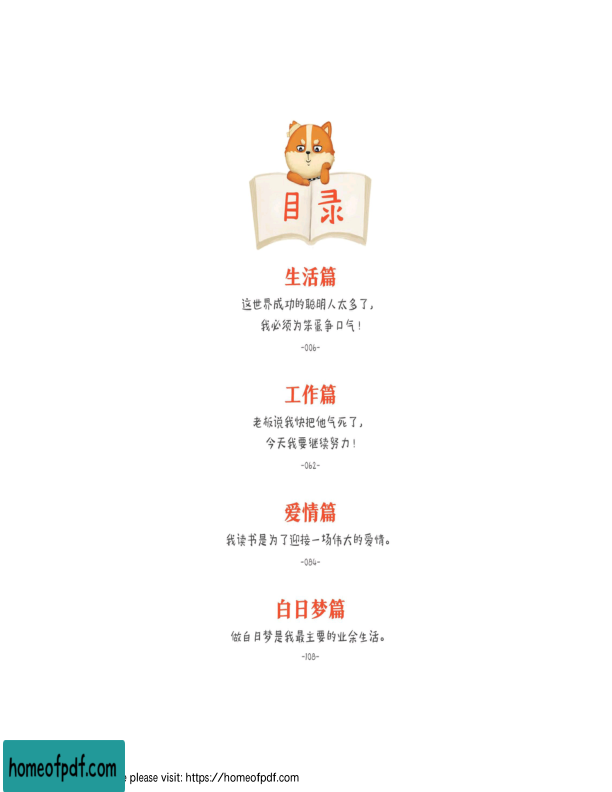 目录
生活篇
这世界成功的聪明人太多了，
我必须为笨蛋争口气！
-006-
工作篇
老板说我快把他气死了，
今天我要继续努力！
-062-
爱情篇
我读书是为了迎接一场伟大的爱情。
-084-
白日梦篇
做白日梦是我最主要的业余生活。
-108-
homeofpdf.com
please visit: https://homeofpdf.com